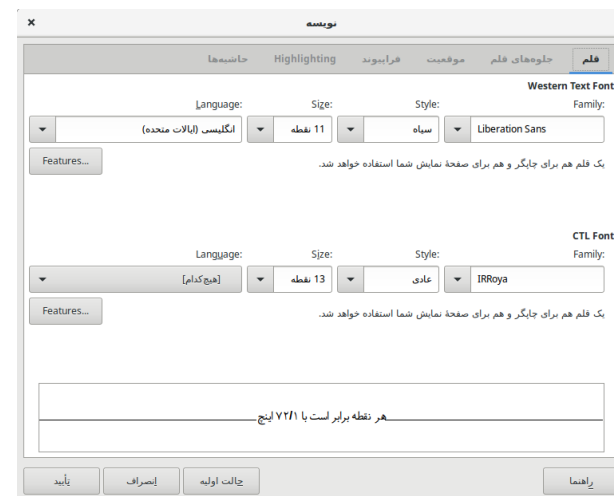 نویسه
قلم جلوه‌های قلم موقعیت فراپیوند Highlighting حاشیه‌ها
Western Text Font
Family: Style: Size: Language:
Liberation Sans سیاه 11 نقطه انگلیسی (ایالات متحده)
یک قلم هم برای چاپگر و هم برای صفحهٔ نمایش شما استفاده خواهد شد. Features...
CTL Font
Family: Style: Size: Language:
IRRoya عادی 13 نقطه [هیچ‌کدام]
یک قلم هم برای چاپگر و هم برای صفحهٔ نمایش شما استفاده خواهد شد. Features...
هر نقطه برابر است با ۷۲/۱ اینچ
راهنما حالت اولیه اِنصراف تأیید